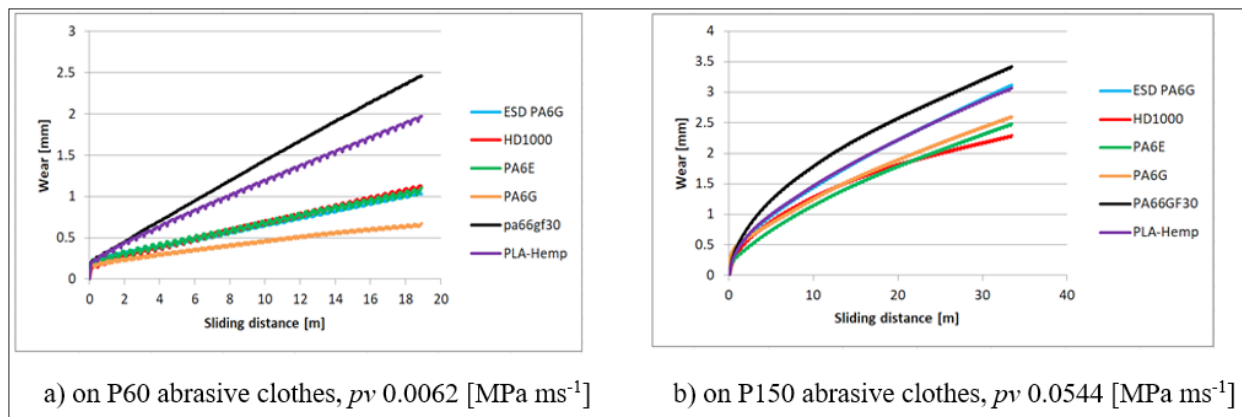 3
2.5
2
1.5
1
0.5
0
Wear [mm]
0 2 4 6 8 10 12 14 16 18 20
Sliding distance [m]
ESD PA6G
HD1000
PA6E
PA6G
pa66gf30
PLA-Hemp
a) on P60 abrasive clothes, pv 0.0062 [MPa ms-1]
4
3.5
3
2.5
2
1.5
1
0.5
0
Wear [mm]
0 10 20 30 40
Sliding distance [m]
ESD PA6G
HD1000
PA6E
PA6G
PA66GF30
PLA-Hemp
b) on P150 abrasive clothes, pv 0.0544 [MPa ms-1]